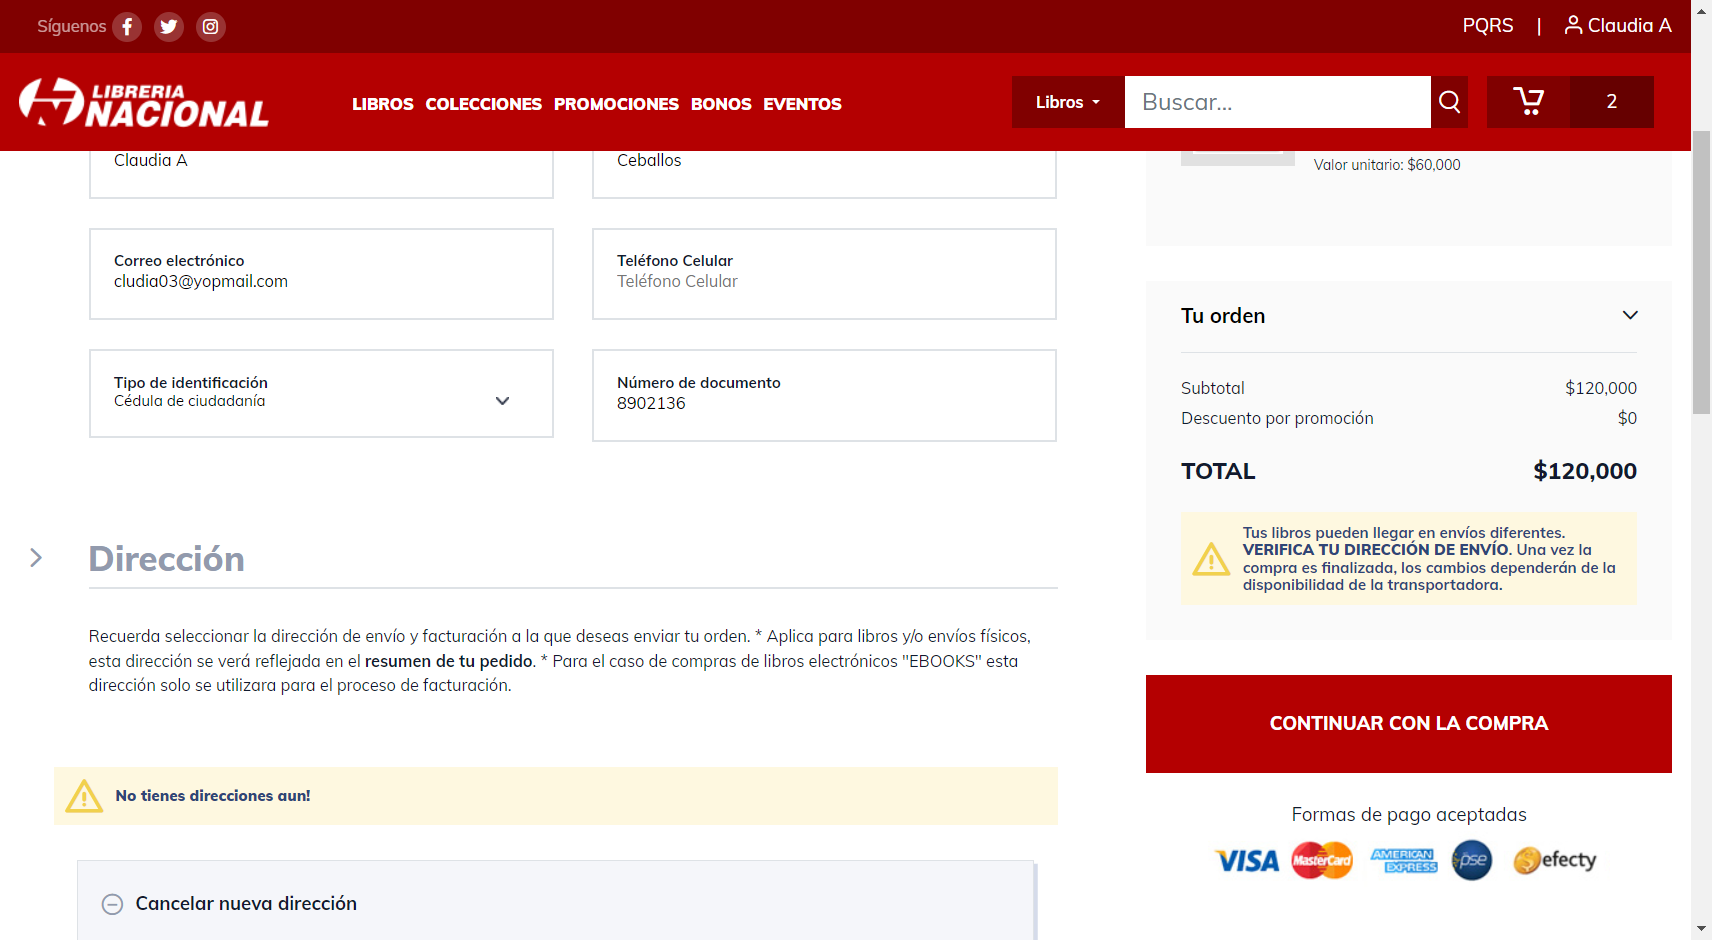 Síguenos
PQRS | Claudia A
LIBRERIA
NACIONAL
LIBROS COLECCIONES PROMOCIONES BONOS EVENTOS
Libros
Buscar...
2
Claudia A
Ceballos
Valor unitario: $60,000
Correo electrónico
cludia03@yopmail.com
Teléfono Celular
Teléfono Celular
Tipo de identificación
Cédula de ciudadanía
Número de documento
8902136
Dirección
Recuerda seleccionar la dirección de envío y facturación a la que deseas enviar tu orden. * Aplica para libros y/o envíos físicos,
esta dirección se verá reflejada en el resumen de tu pedido. * Para el caso de compras de libros electrónicos "EBOOKS" esta
dirección solo se utilizara para el proceso de facturación.
No tienes direcciones aun!
Cancelar nueva dirección
Tu orden
Subtotal $120,000
Descuento por promoción $0
TOTAL $120,000
Tus libros pueden llegar en envíos diferentes.
VERIFICA TU DIRECCIÓN DE ENVÍO. Una vez la
compra es finalizada, los cambios dependerán de la
disponibilidad de la transportadora.
CONTINUAR CON LA COMPRA
Formas de pago aceptadas
VISA MasterCard AMERICAN EXPRESS pse efecty